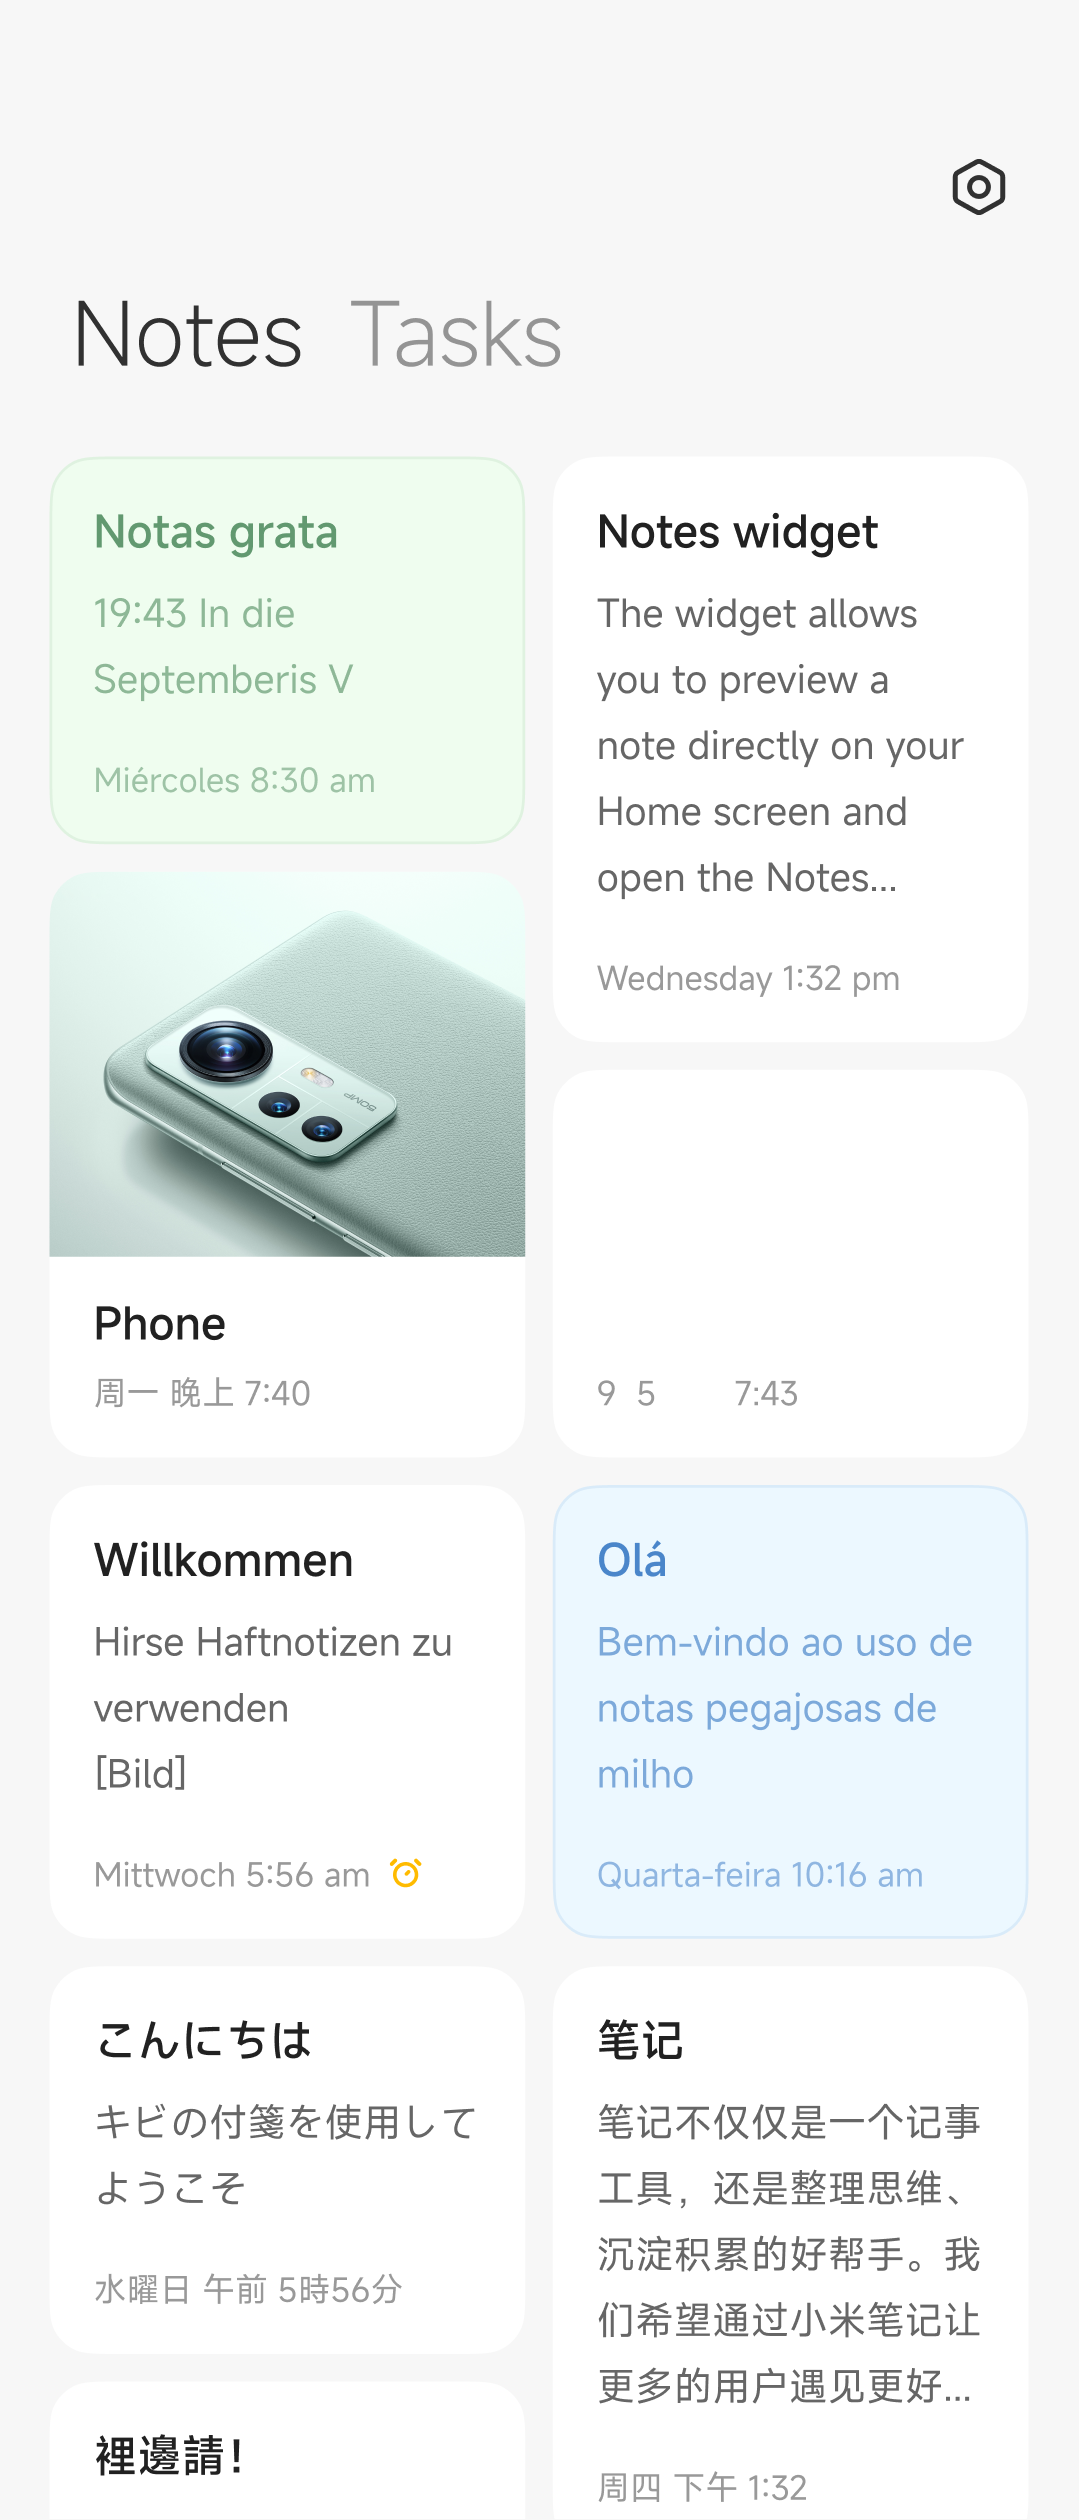 Notes Tasks
Notas grata
19:43 In die
Septemberis V
Miércoles 8:30 am
Notes widget
The widget allows
you to preview a
note directly on your
Home screen and
open the Notes...
Wednesday 1:32 pm
50MP
Phone
周一 晚上 7:40
9 5 7:43
Willkommen
Hirse Haftnotizen zu
verwenden
[Bild]
Mittwoch 5:56 am
Olá
Bem-vindo ao uso de
notas pegajosas de
milho
Quarta-feira 10:16 am
こんにちは
キビの付箋を使用して
ようこそ
水曜日 午前 5時56分
笔记
笔记不仅仅是一个记事
工具，还是整理思维、
沉淀积累的好帮手。我
们希望通过小米笔记让
更多的用户遇见更好...
周四 下午 1:32
裡邊請！